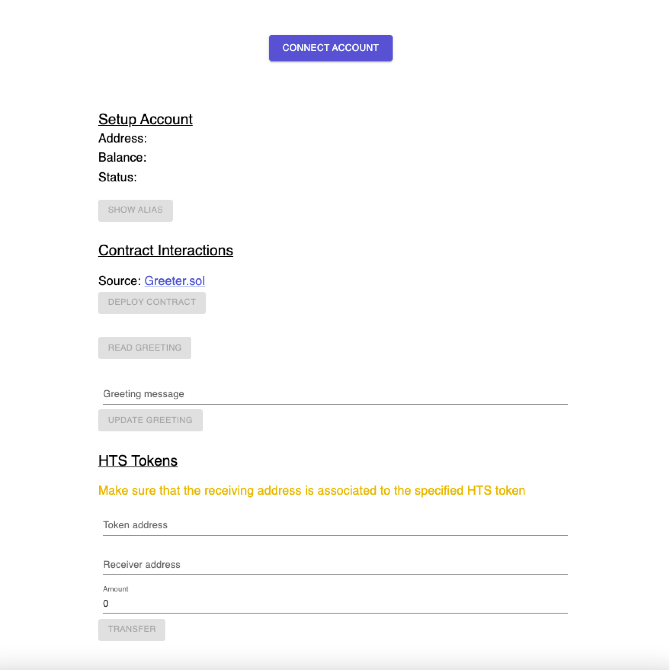 CONNECT ACCOUNT
Setup Account
Address:
Balance:
Status:
SHOW ALIAS
Contract Interactions
Source: Greeter.sol
DEPLOY CONTRACT
READ GREETING
Greeting message
UPDATE GREETING
HTS Tokens
Make sure that the receiving address is associated to the specified HTS token
Token address
Receiver address
Amount
0
TRANSFER